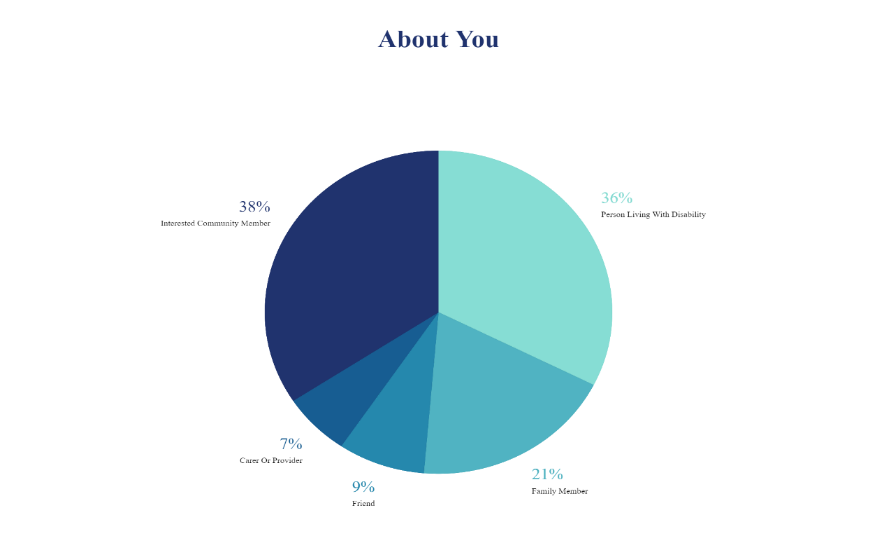 About You
36%
Person Living With Disability
38%
Interested Community Member
7%
Carer Or Provider
21%
Family Member
9%
Friend